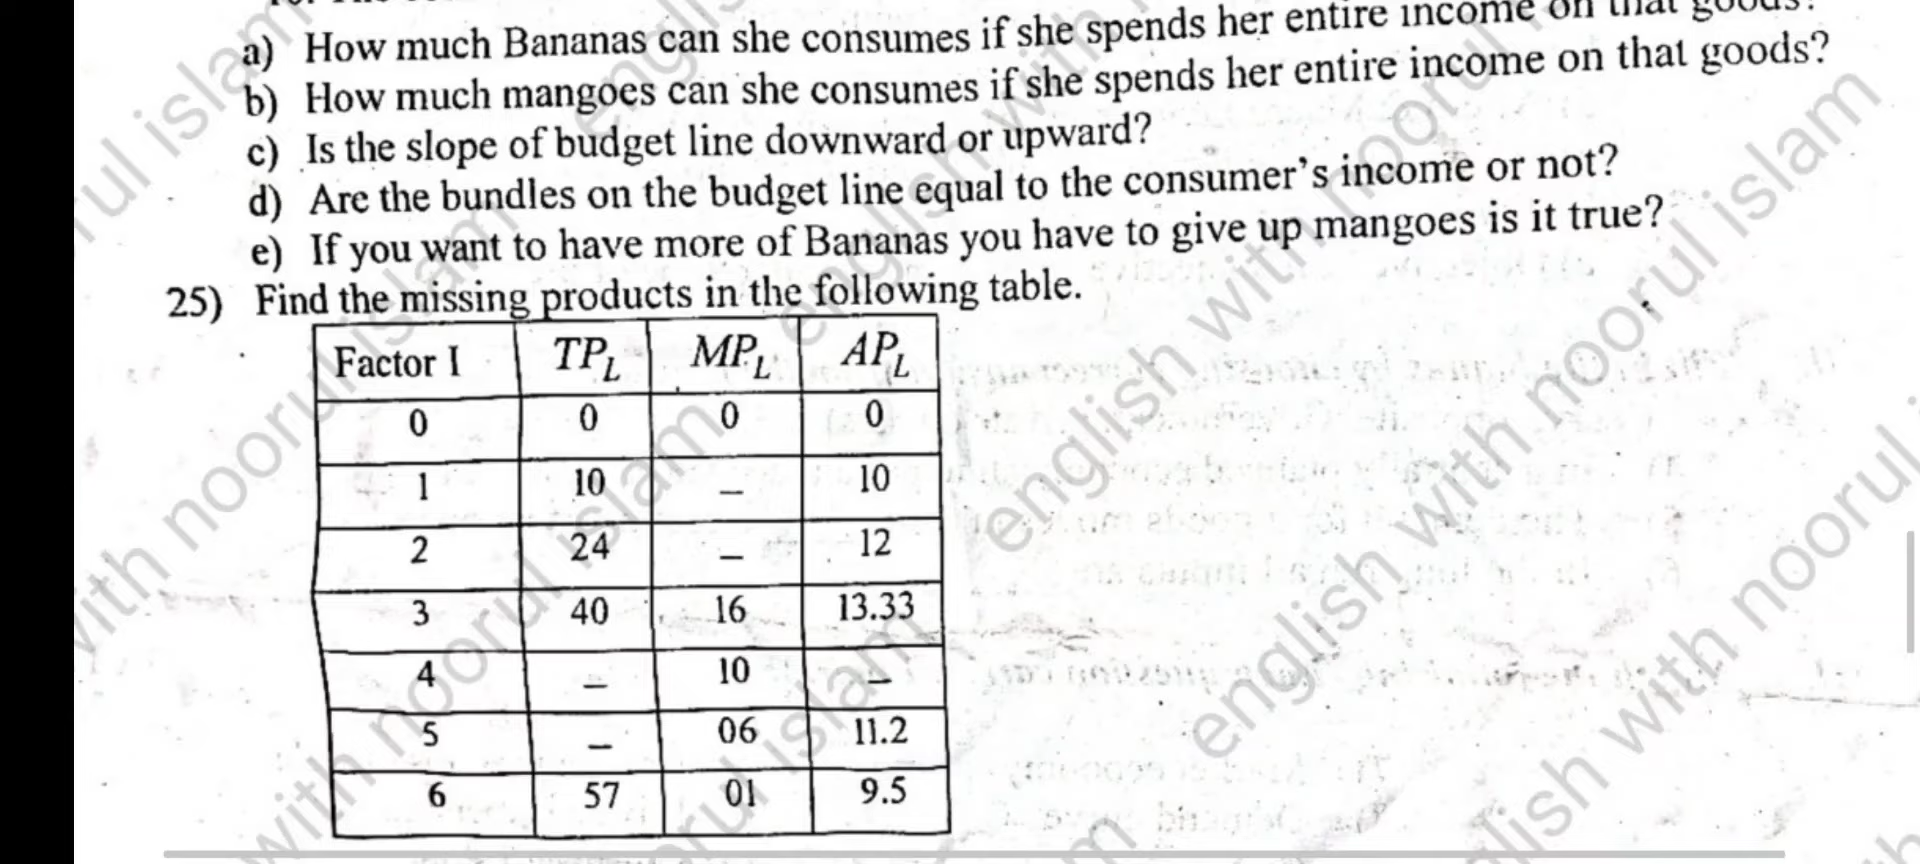 a) How much Bananas can she consumes if she spends her entire income on that goods?
b) How much mangoes can she consumes if she spends her entire income on that goods?
c) Is the slope of budget line downward or upward?
d) Are the bundles on the budget line equal to the consumer's income or not?
e) If you want to have more of Bananas you have to give up mangoes is it true?
25) Find the missing products in the following table.
Factor I TPL MPL APL
0 0 0 0
1 10 – 10
2 24 – 12
3 40 16 13.33
4 – 10 –
5 – 06 11.2
6 57 01 9.5
english with noorul islam